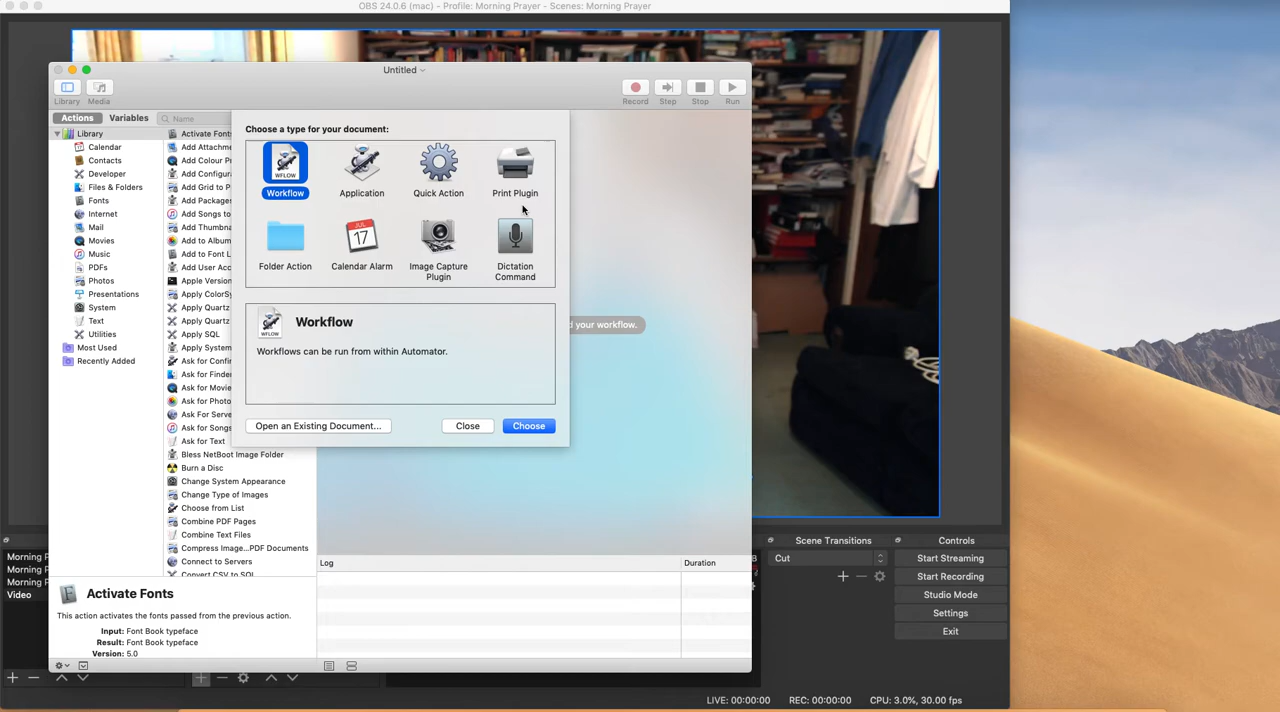 OBS 24.0.6 (mac) - Profile: Morning Prayer - Scenes: Morning Prayer
Untitled
Library
Media
Record
Step
Stop
Run
Actions
Variables
Name
Library
Calendar
Contacts
Developer
Files & Folders
Fonts
Internet
Mail
Movies
Music
PDFs
Photos
Presentations
System
Text
Utilities
Most Used
Recently Added
Activate Fonts
Add Attachme
Add Colour Pr
Add Configura
Add Grid to P
Add Packages
Add Songs to
Add Thumbna
Add to Album
Add to Font L
Add User Acc
Apple Version
Apply ColorSy
Apply Quartz
Apply Quartz
Apply SQL
Apply System
Ask for Confir
Ask for Finder
Ask for Movie
Ask for Photo
Ask For Serve
Ask for Songs
Ask for Text
Bless NetBoot Image Folder
Burn a Disc
Change System Appearance
Change Type of Images
Choose from List
Combine PDF Pages
Combine Text Files
Compress Image...PDF Documents
Connect to Servers
Convert CSV to SQL
Choose a type for your document:
WFLOW
Workflow
Application
Quick Action
Print Plugin
Folder Action
JUL
17
Calendar Alarm
Image Capture
Plugin
Dictation
Command
WFLOW
Workflow
Workflows can be run from within Automator.
Open an Existing Document...
Close
Choose
d your workflow.
Log
Duration
Activate Fonts
This action activates the fonts passed from the previous action.
Input: Font Book typeface
Result: Font Book typeface
Version: 5.0
Morning P
Morning P
Morning P
Video
Scene Transitions
Cut
Controls
Start Streaming
Start Recording
Studio Mode
Settings
Exit
LIVE: 00:00:00
REC: 00:00:00
CPU: 3.0%, 30.00 fps